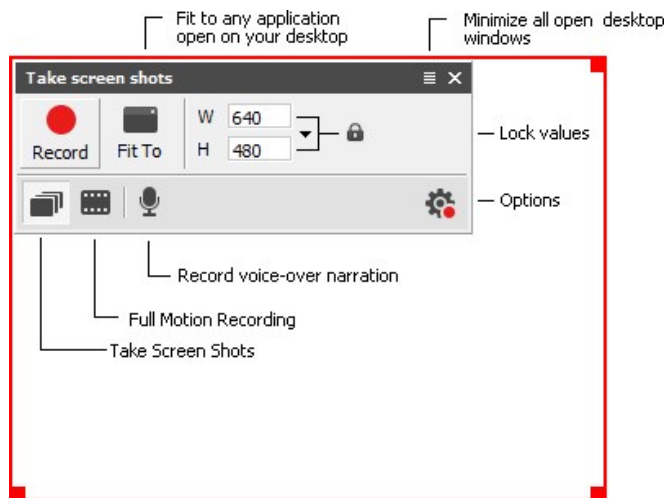 Fit to any application
open on your desktop
Minimize all open desktop
windows
Take screen shots
W 640
H 480
Record
Fit To
Lock values
Options
Record voice-over narration
Full Motion Recording
Take Screen Shots